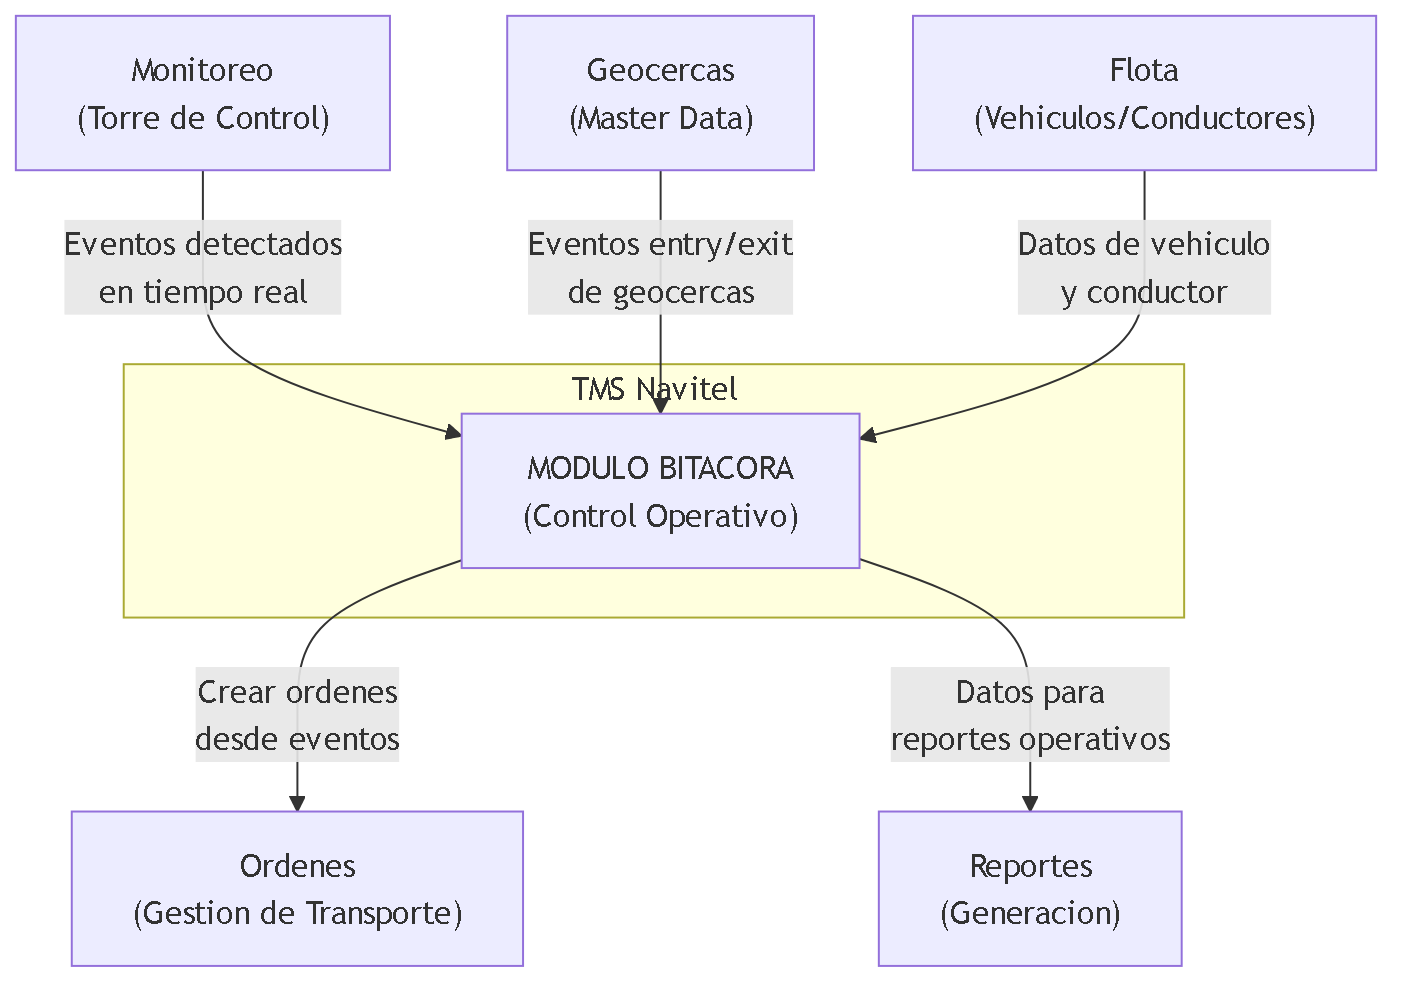 Monitoreo
(Torre de Control)
Geocercas
(Master Data)
Flota
(Vehiculos/Conductores)
Eventos detectados
en tiempo real
Eventos entry/exit
de geocercas
Datos de vehiculo
y conductor
TMS Navitel
MODULO BITACORA
(Control Operativo)
Crear ordenes
desde eventos
Datos para
reportes operativos
Ordenes
(Gestion de Transporte)
Reportes
(Generacion)